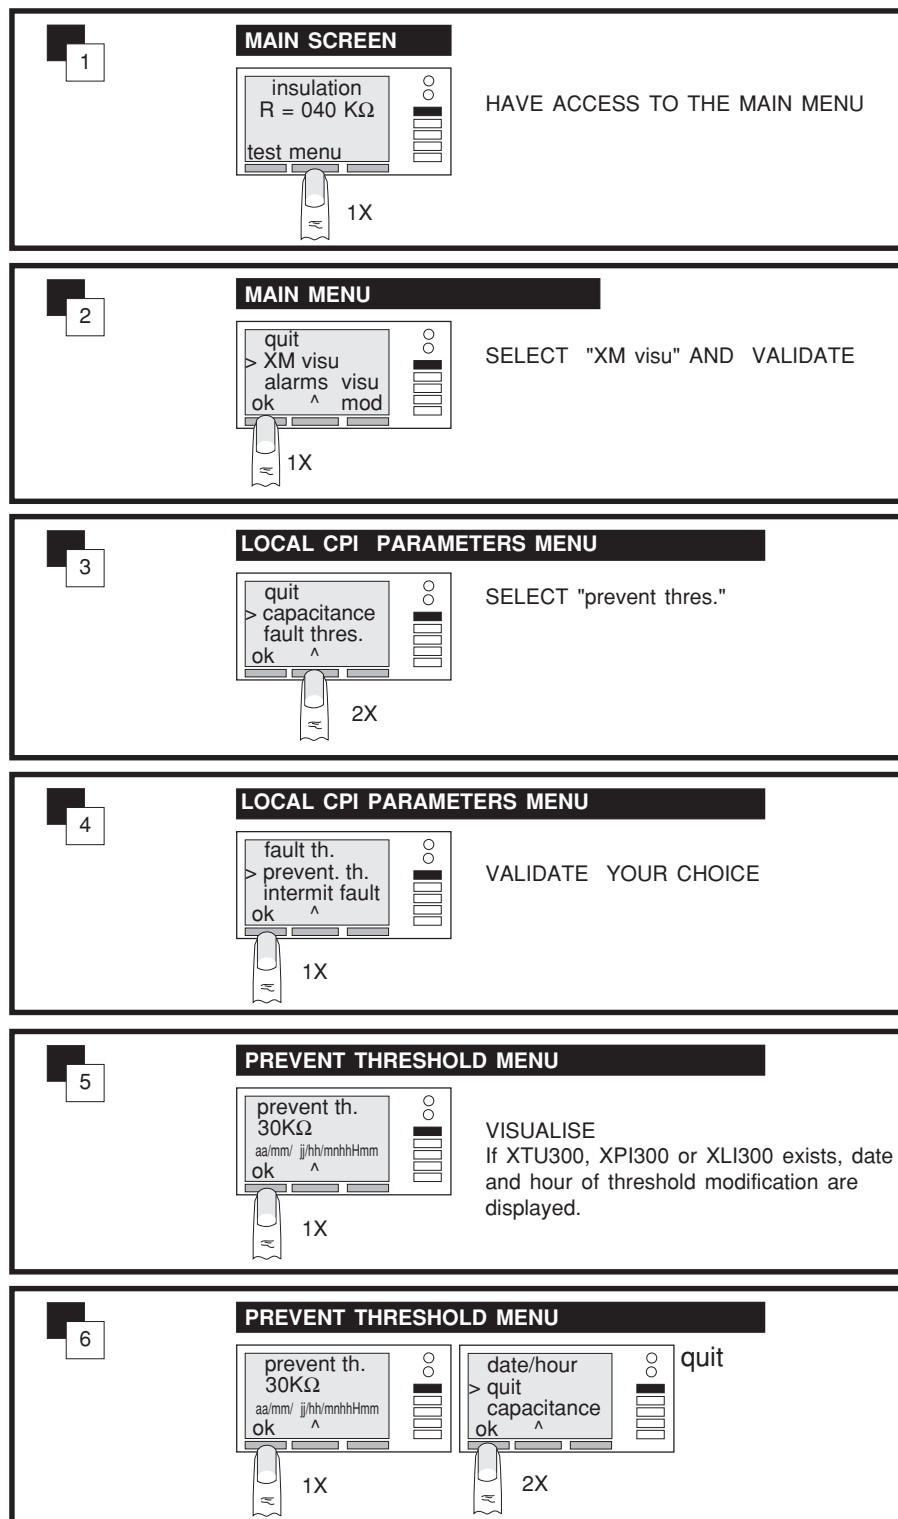 1
MAIN SCREEN
insulation
R = 040 KΩ
test menu
1X
HAVE ACCESS TO THE MAIN MENU
2
MAIN MENU
quit
> XM visu
alarms visu
ok ^ mod
1X
SELECT "XM visu" AND VALIDATE
3
LOCAL CPI PARAMETERS MENU
quit
> capacitance
fault thres.
ok ^
2X
SELECT "prevent thres."
4
LOCAL CPI PARAMETERS MENU
fault th.
> prevent. th.
intermit fault
ok ^
1X
VALIDATE YOUR CHOICE
5
PREVENT THRESHOLD MENU
prevent th.
30KΩ
aa/mm/ jj/hh/mnhhHmm
ok ^
1X
VISUALISE
If XTU300, XPI300 or XLI300 exists, date
and hour of threshold modification are
displayed.
6
PREVENT THRESHOLD MENU
prevent th.
30KΩ
aa/mm/ jj/hh/mnhhHmm
ok ^
1X
date/hour
> quit
capacitance
ok ^
2X
quit